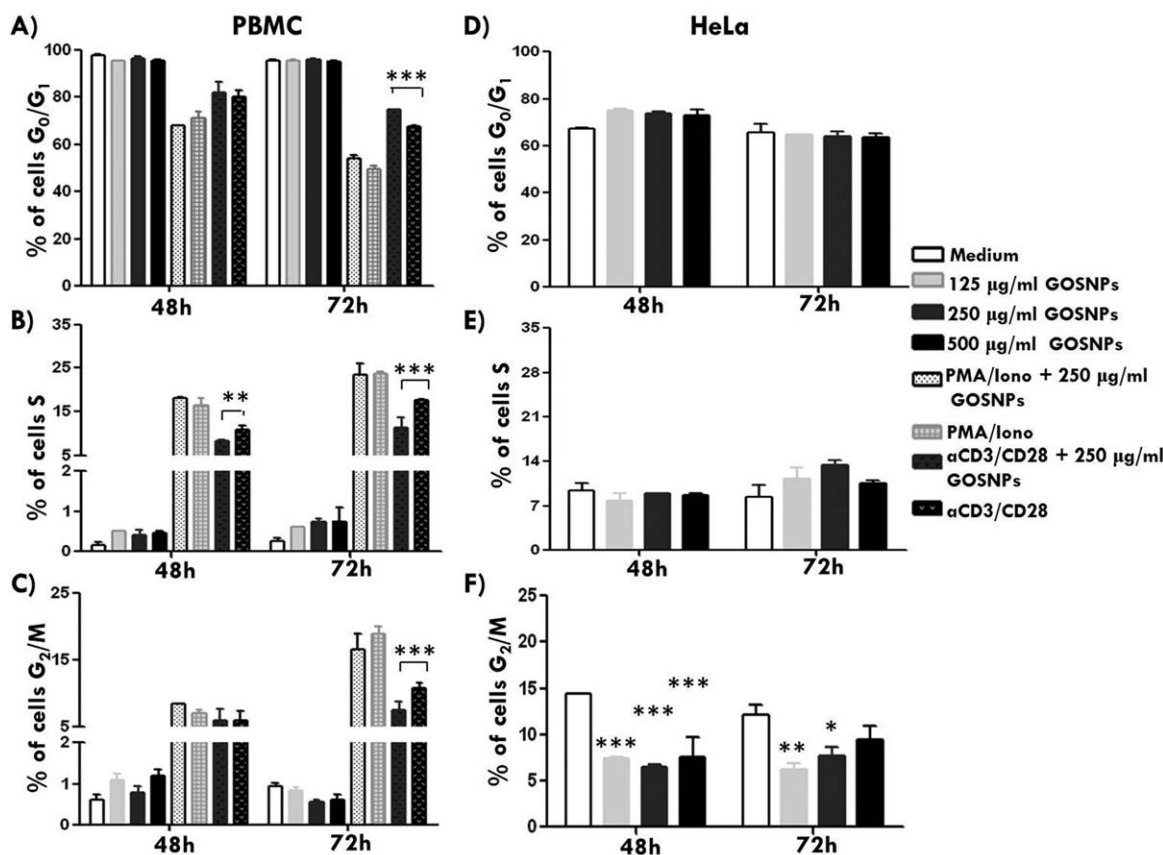 A)
PBMC
% of cells G0/G1
100
80
60
40
20
0
***
48h
72h
B)
% of cells S
35
25
15
5
2
1
0
**
***
48h
72h
C)
% of cells G2/M
25
15
5
2
1
0
***
48h
72h
D)
HeLa
% of cells G0/G1
100
80
60
40
20
0
48h
72h
E)
% of cells S
35
28
21
14
7
0
48h
72h
F)
% of cells G2/M
25
20
15
10
5
0
***
***
***
**
*
48h
72h
Medium
125 µg/ml GOSNPs
250 µg/ml GOSNPs
500 µg/ml GOSNPs
PMA/Iono + 250 µg/ml
GOSNPs
PMA/Iono
αCD3/CD28 + 250 µg/ml
GOSNPs
αCD3/CD28